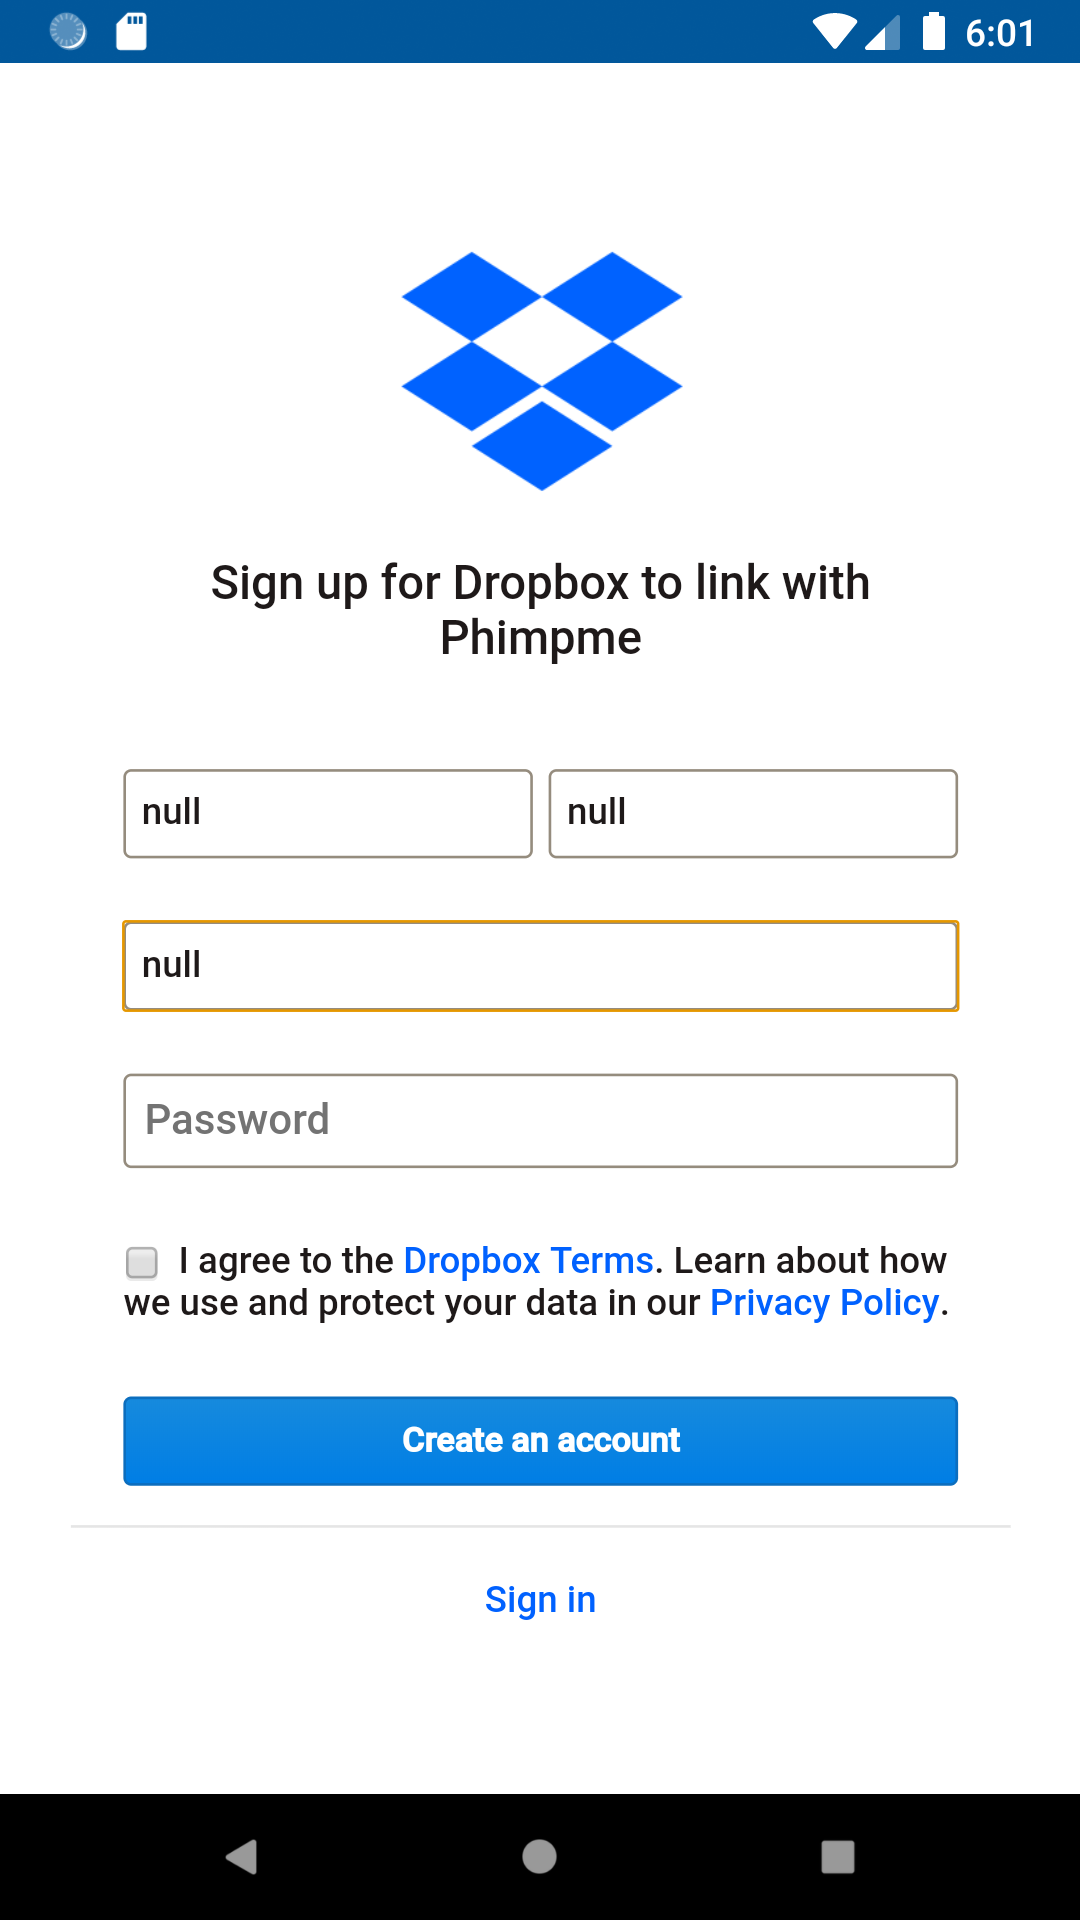 6:01
Sign up for Dropbox to link with
Phimpme
null
null
null
Password
I agree to the Dropbox Terms. Learn about how
we use and protect your data in our Privacy Policy.
Create an account
Sign in